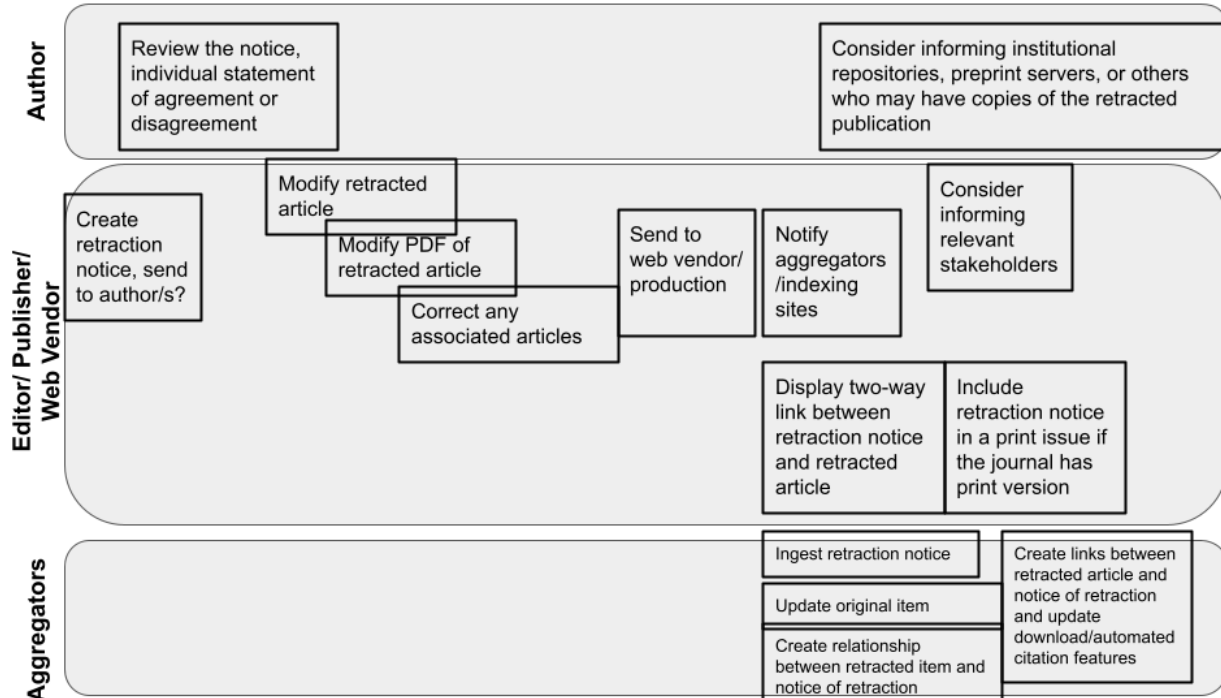 Author
Review the notice,
individual statement
of agreement or
disagreement
Consider informing institutional
repositories, preprint servers, or others
who may have copies of the retracted
publication
Editor/ Publisher/
Web Vendor
Create
retraction
notice, send
to author/s?
Modify retracted
article
Modify PDF of
retracted article
Correct any
associated articles
Send to
web vendor/
production
Notify
aggregators
/indexing
sites
Consider
informing
relevant
stakeholders
Display two-way
link between
retraction notice
and retracted
article
Include
retraction notice
in a print issue if
the journal has
print version
Aggregators
Ingest retraction notice
Update original item
Create relationship
between retracted item and
notice of retraction
Create links between
retracted article and
notice of retraction
and update
download/automated
citation features